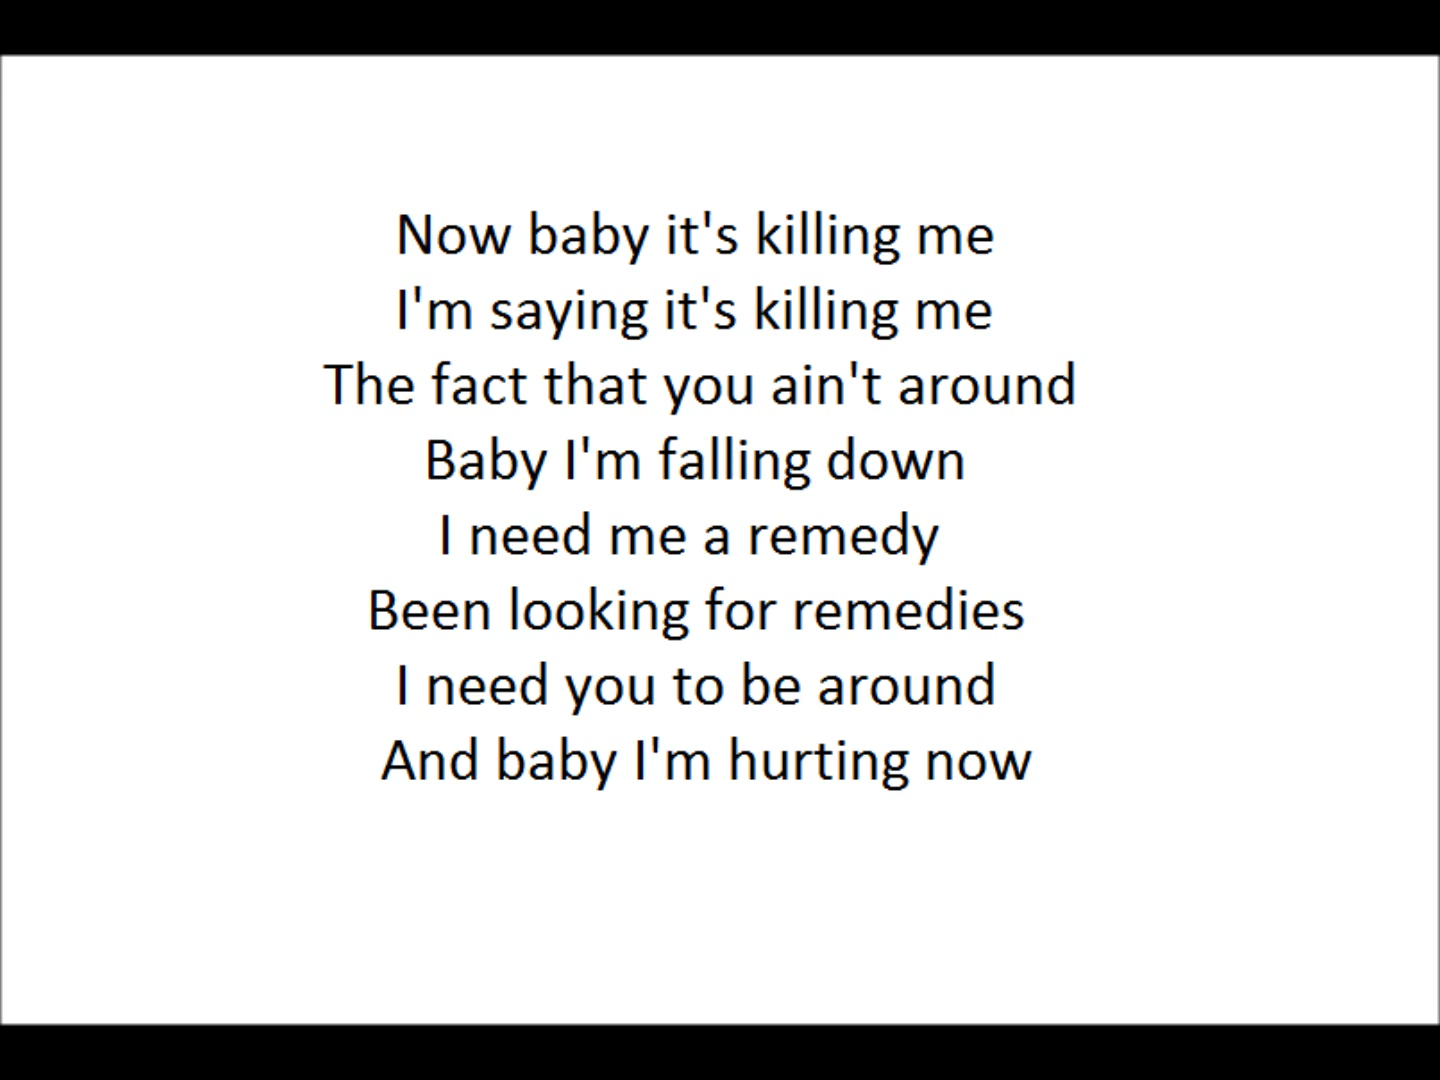 Now baby it's killing me
I'm saying it's killing me
The fact that you ain't around
Baby I'm falling down
I need me a remedy
Been looking for remedies
I need you to be around
And baby I'm hurting now